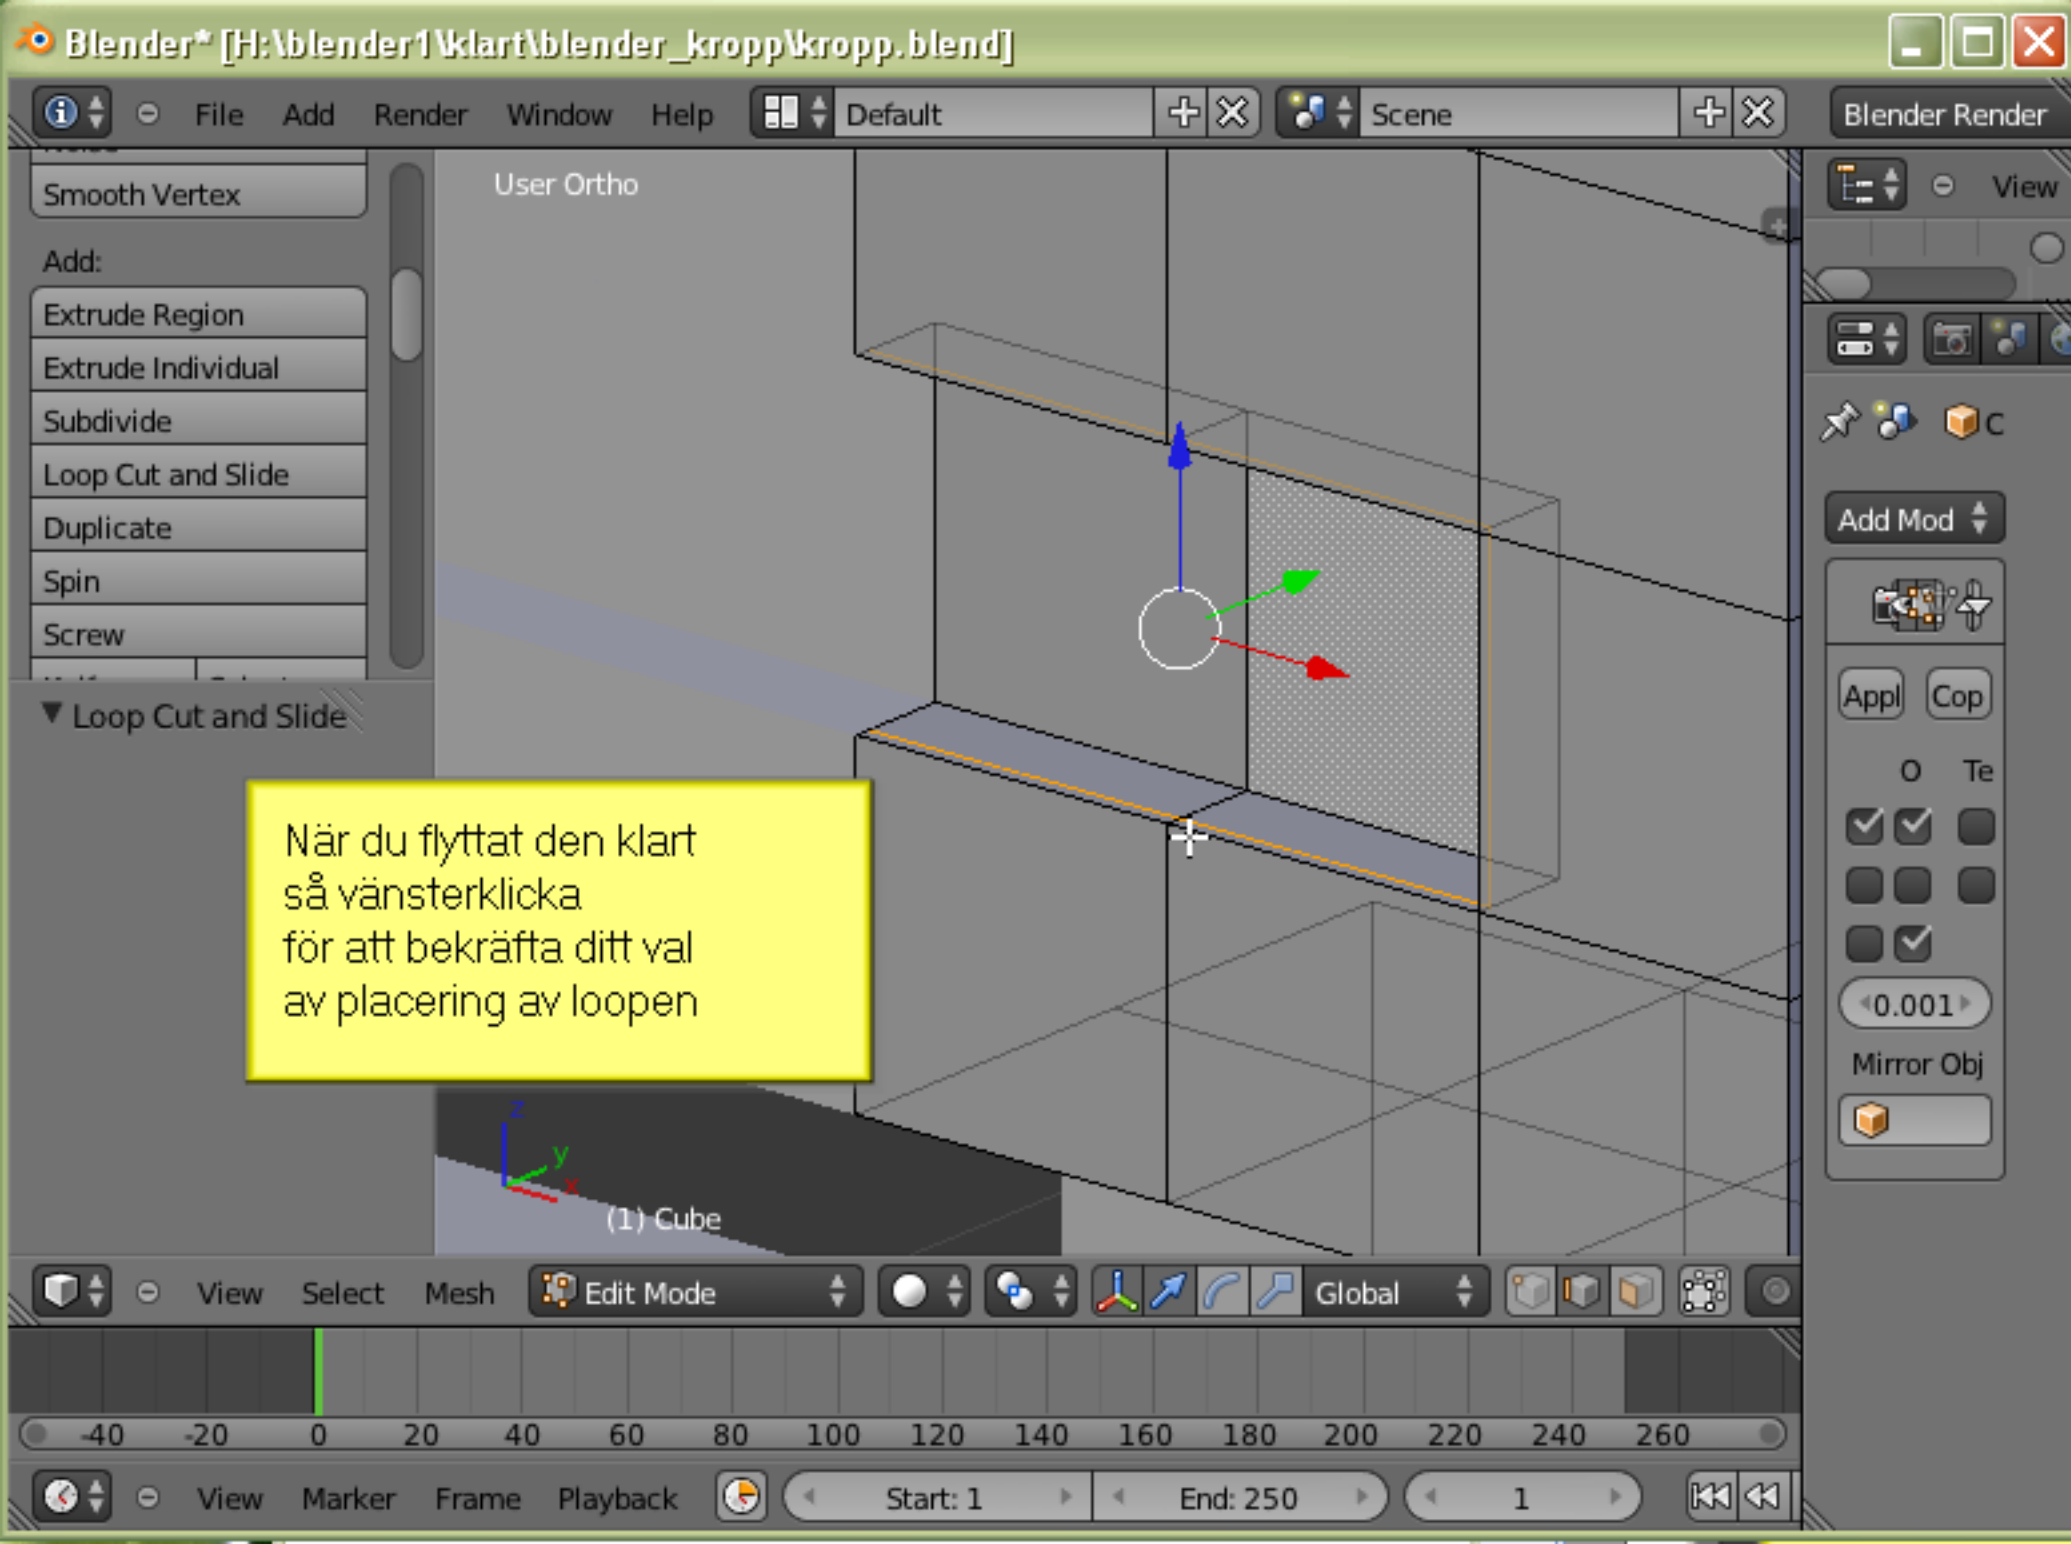 Blender* [H:\blender1\klart\blender_kropp\kropp.blend]
File Add Render Window Help Default Scene Blender Render
Smooth Vertex
User Ortho
View
Add:
Extrude Region
Extrude Individual
Subdivide
Loop Cut and Slide
Duplicate
Spin
Screw
Loop Cut and Slide
C
Add Mod
Appl Cop
O Te
0.001
Mirror Obj
När du flyttat den klart
så vänsterklicka
för att bekräfta ditt val
av placering av loopen
z
y
x
(1) Cube
View Select Mesh Edit Mode Global
-40 -20 0 20 40 60 80 100 120 140 160 180 200 220 240 260
View Marker Frame Playback Start: 1 End: 250 1